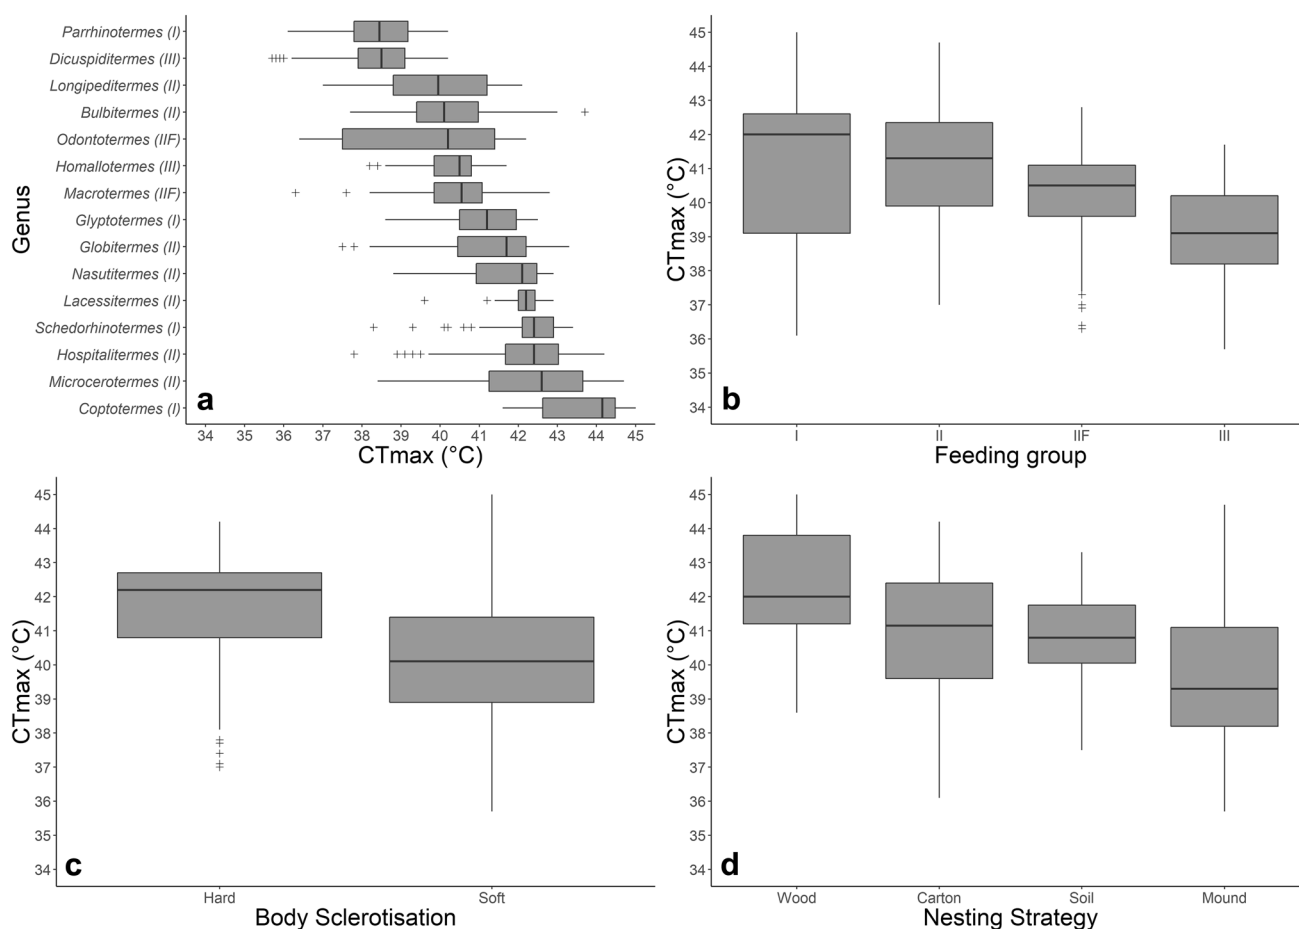 Genus
Parrhinotermes (I)
Dicuspiditermes (III)
Longipeditermes (II)
Bulbitermes (II)
Odontotermes (IIF)
Homallotermes (III)
Macrotermes (IIF)
Glyptotermes (I)
Globitermes (II)
Nasutitermes (II)
Lacessitermes (II)
Schedorhinotermes (I)
Hospitalitermes (II)
Microcerotermes (II)
Coptotermes (I)
a
34 35 36 37 38 39 40 41 42 43 44 45
CTmax (°C)
CTmax (°C)
45
44
43
42
41
40
39
38
37
36
35
34
b
I II IIF III
Feeding group
CTmax (°C)
45
44
43
42
41
40
39
38
37
36
35
34
c
Hard Soft
Body Sclerotisation
CTmax (°C)
45
44
43
42
41
40
39
38
37
36
35
34
d
Wood Carton Soil Mound
Nesting Strategy